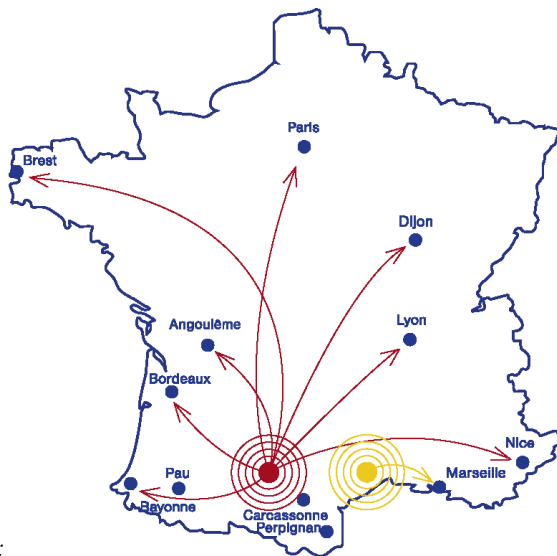 Paris
Brest
Dijon
Angoulême
Lyon
Bordeaux
Nice
Pau
Marseille
Bayonne
Carcassonne
Perpignan